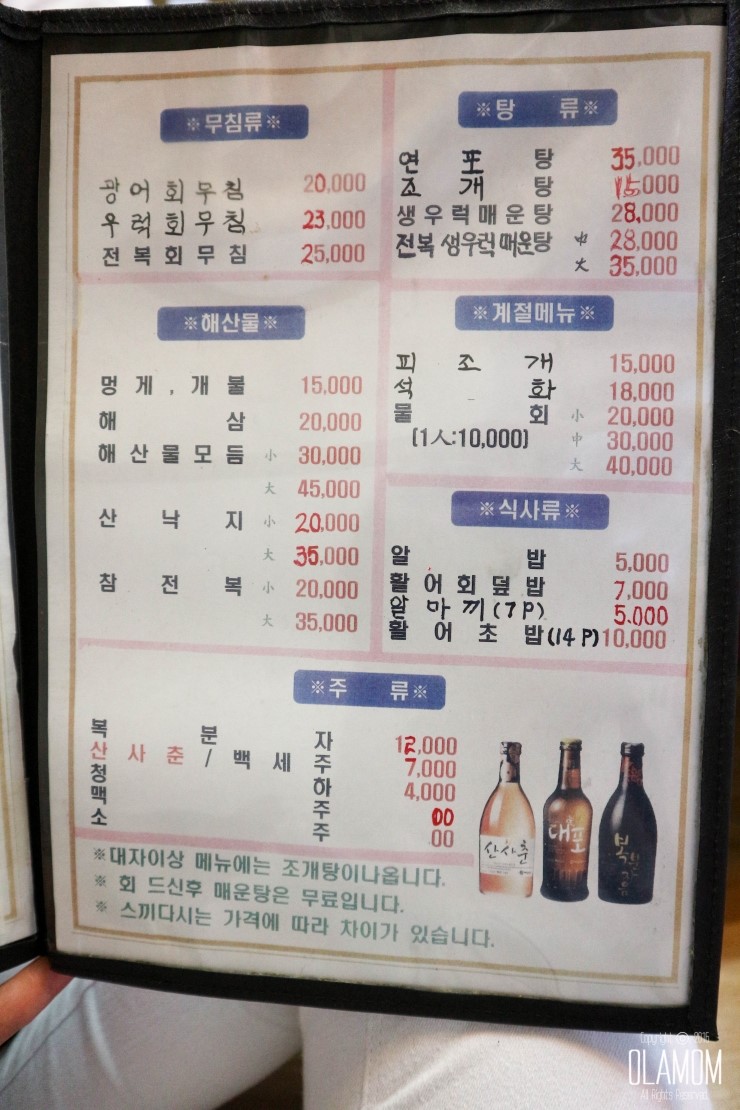 ※무침류※
광어회무침 20,000
우럭회무침 23,000
전복회무침 25,000
※탕 류※
연포탕 35,000
조개탕 15,000
생우럭매운탕 28,000
전복 생우럭매운탕 中 28,000
大 35,000
※해산물※
멍게,개불 15,000
해삼 20,000
해산물모듬 小 30,000
大 45,000
산낙지 小 20,000
大 35,000
참전복 小 20,000
大 35,000
※계절메뉴※
피조개 15,000
석화 18,000
물회 小 20,000
(1人:10,000) 中 30,000
大 40,000
※식사류※
알밥 5,000
활어회덮밥 7,000
알마끼(7P) 5.000
활어초밥(14P) 10,000
※주 류※
복분자 12,000
산사춘/백세주 7,000
청하 4,000
맥주 00
소주 00
산사춘
대포
※대자이상 메뉴에는 조개탕이나옵니다.
※ 회 드신후 매운탕은 무료입니다.
※ 스끼다시는 가격에 따라 차이가 있습니다.
Copyright ⓒ 2015
OLAMOM
All Rights Reserved